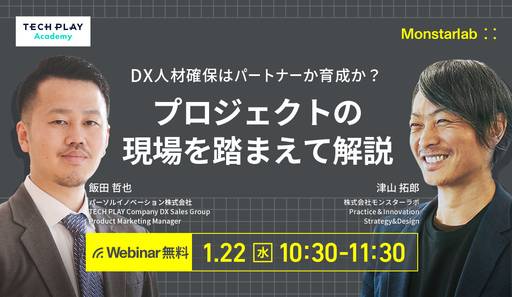 TECH PLAY
Academy
Monstarlab
DX人材確保はパートナーか育成か？
プロジェクトの
現場を踏まえて解説
飯田 哲也
パーソルイノベーション株式会社
TECH PLAY Company DX Sales Group
Product Marketing Manager
津山 拓郎
株式会社モンスターラボ
Practice & Innovation
Strategy&Design
Webinar無料
1.22 水 10:30-11:30